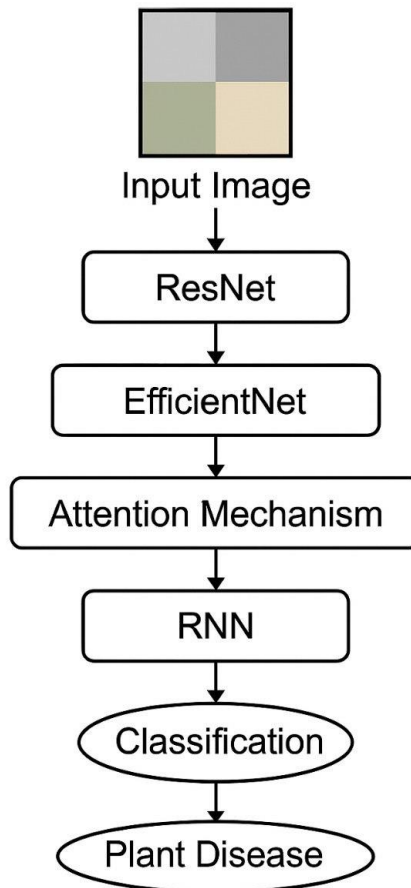 Input Image
ResNet
EfficientNet
Attention Mechanism
RNN
Classification
Plant Disease